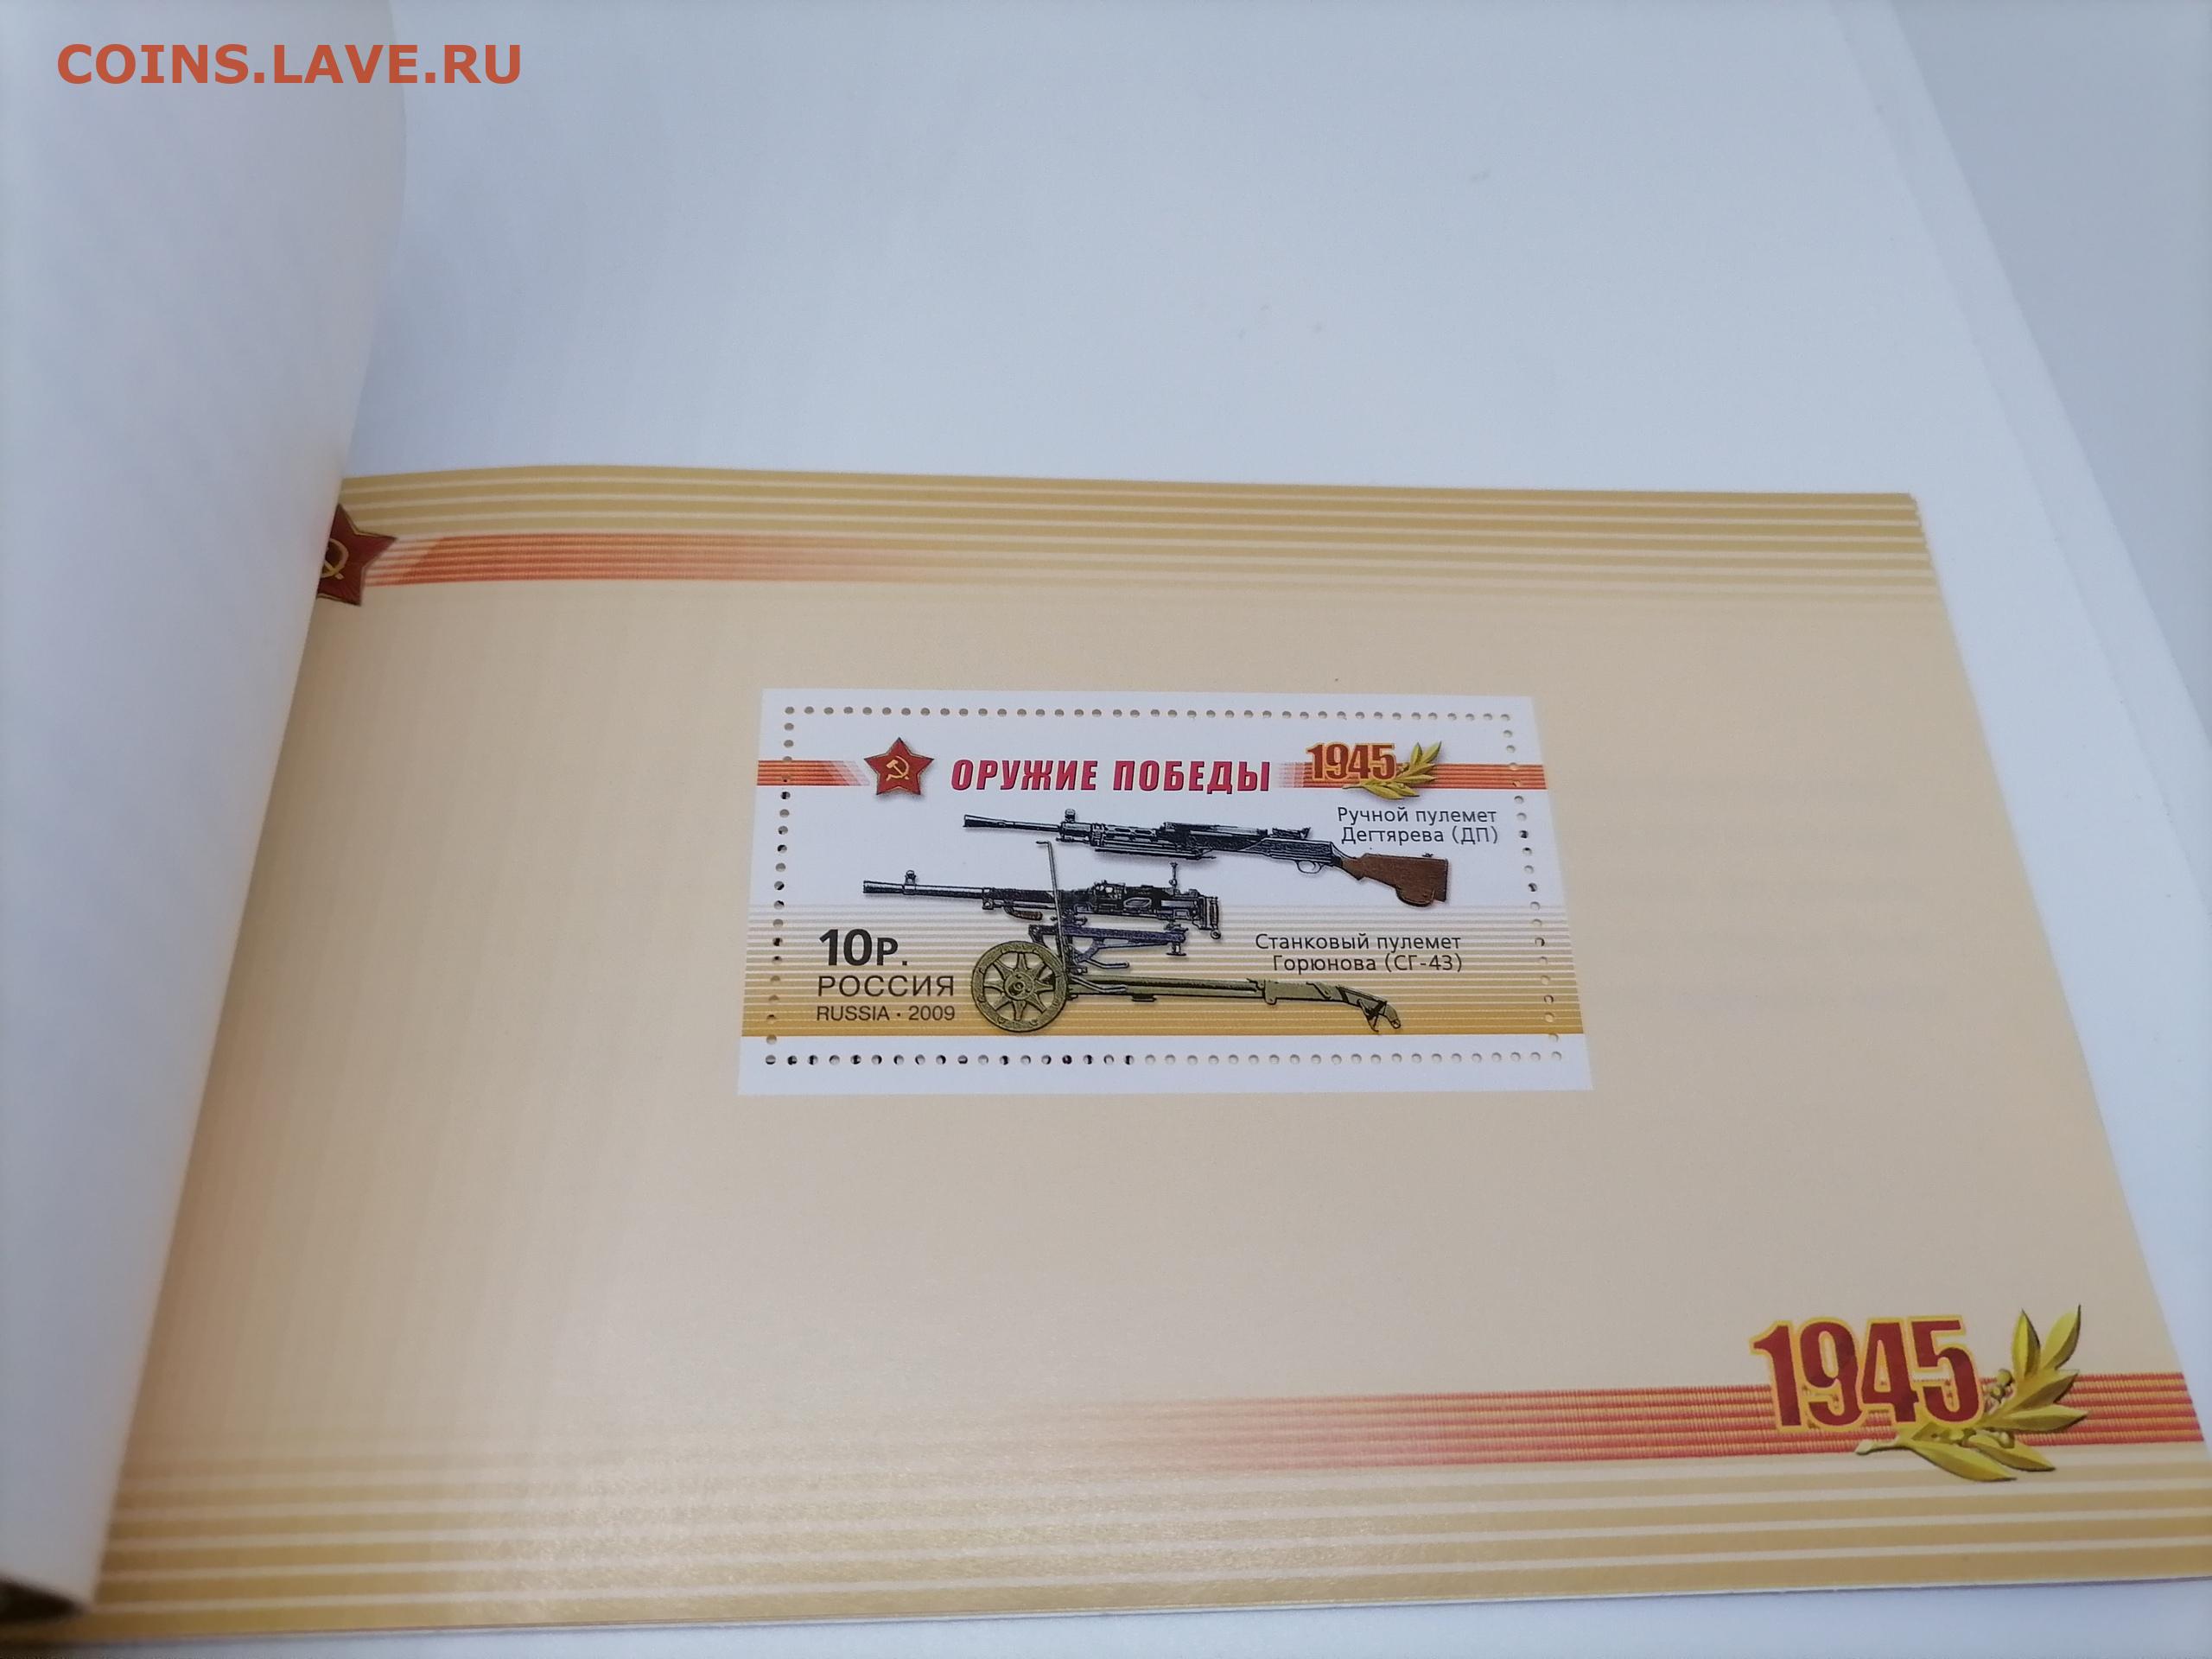 COINS.LAVE.RU
ОРУЖИЕ ПОБЕДЫ
1945
Ручной пулемет
Дегтярева (ДП)
Станковый пулемет
Горюнова (СГ-43)
10Р.
РОССИЯ
RUSSIA · 2009
1945